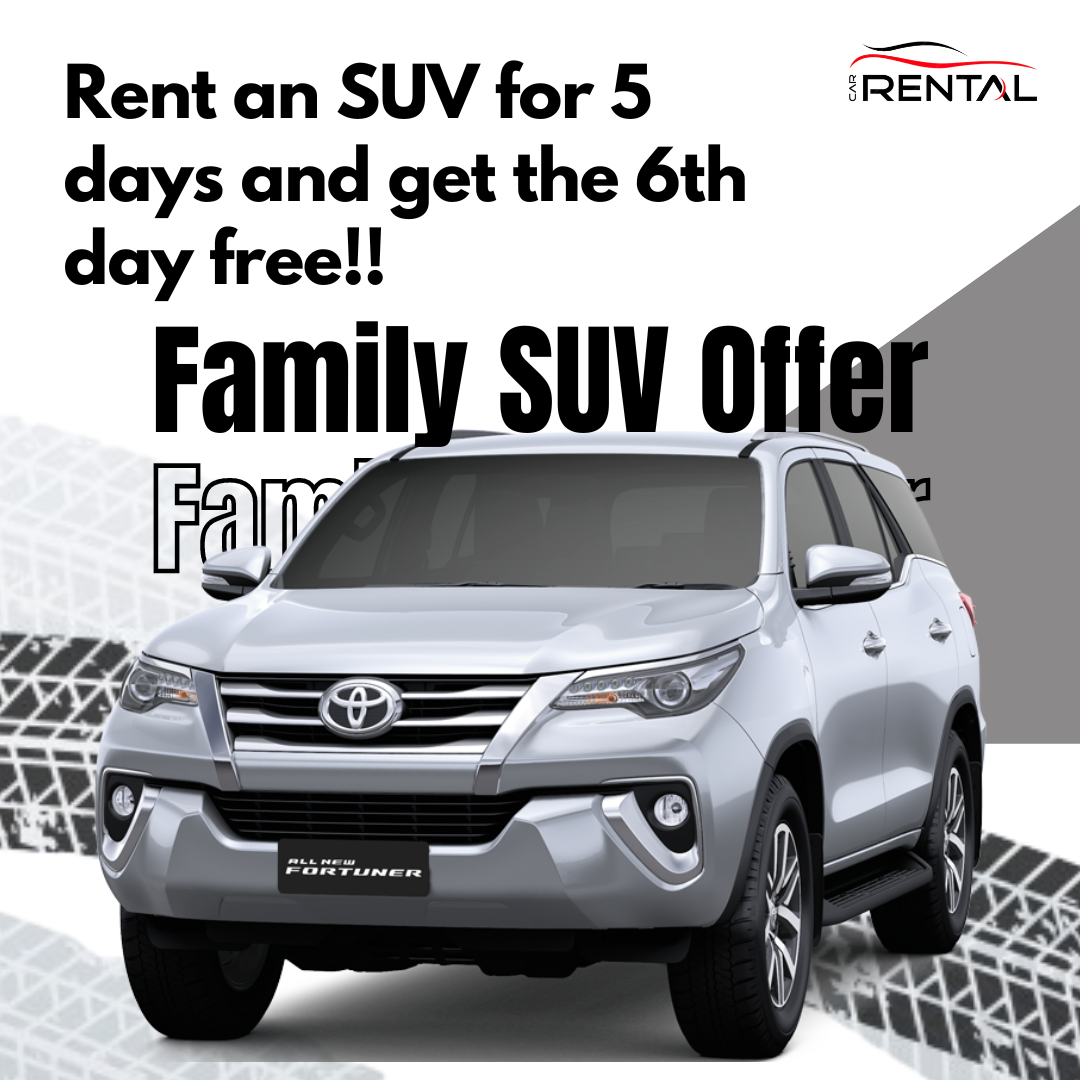 Rent an SUV for 5
days and get the 6th
day free!!
CAR RENTAL
Family SUV Offer
Fam
r
ALL NEW
FORTUNER